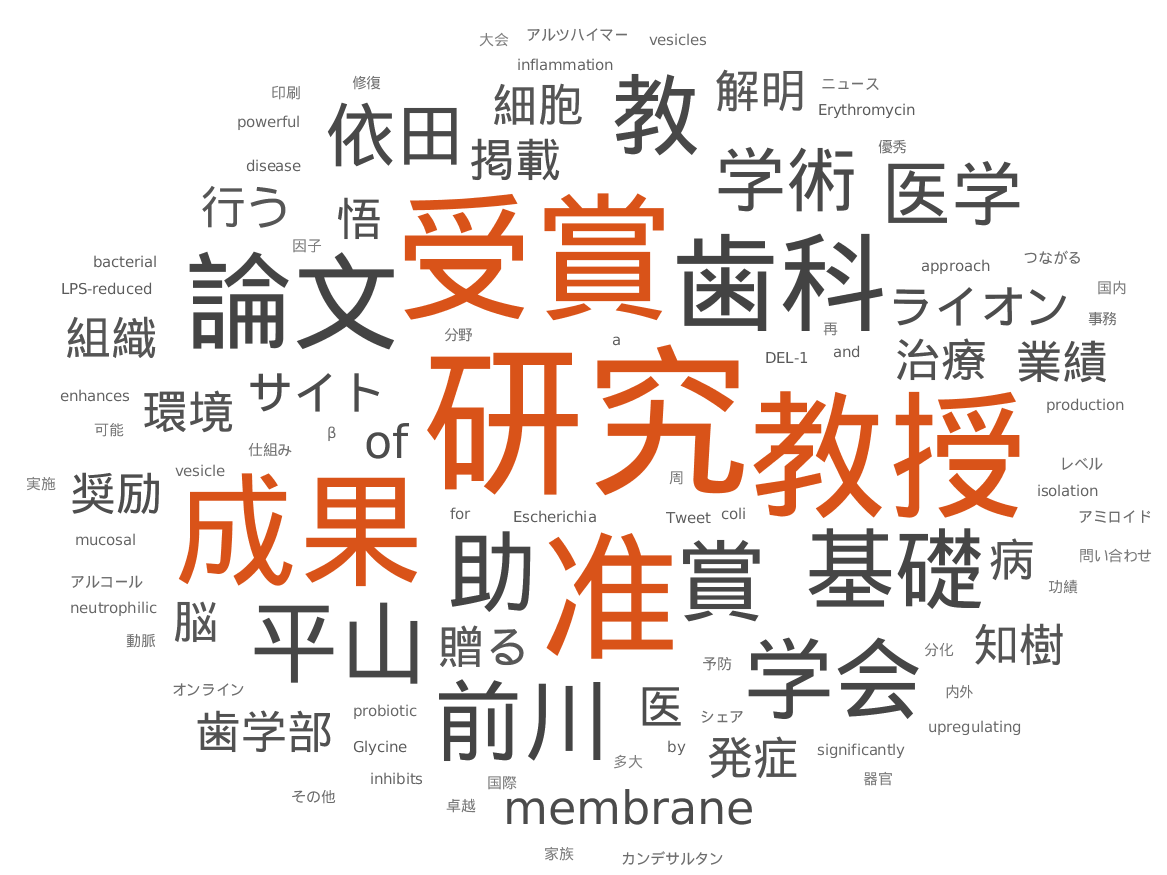 大会 アルツハイマー vesicles
inflammation
修復 細胞 教 解明 ニュース
印刷 Erythromycin
powerful 依田 掲載 学術 優秀
disease 医学
行う 悟 受賞
因子 論文 歯科 つながる
bacterial approach
LPS-reduced ライオン 国内
組織 分野 a 再 事務
DEL-1 and 治療 業績
enhances 環境 サイト 研究 教授 production
可能 仕組み β of
実施 奨励 vesicle 成果 周 レベル
isolation
for Escherichia Tweet coli アミロイド
mucosal 助 准 賞 基礎 病 問い合わせ
アルコール 功績
neutrophilic 脳 平山 贈る 知樹
動脈 学会 分化
予防
オンライン 前川 医 内外
歯学部 probiotic シェア upregulating
Glycine by 発症 significantly
inhibits 多大 器官
その他 国際
卓越 membrane
家族 カンデサルタン